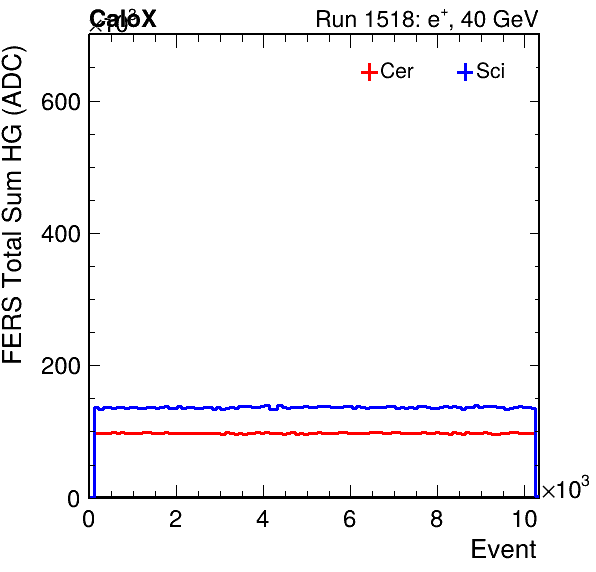 ×10³
CaloX Run 1518: e⁺, 40 GeV
FERS Total Sum HG (ADC)
Cer Sci
600
400
200
0
0 2 4 6 8 10 ×10³
Event